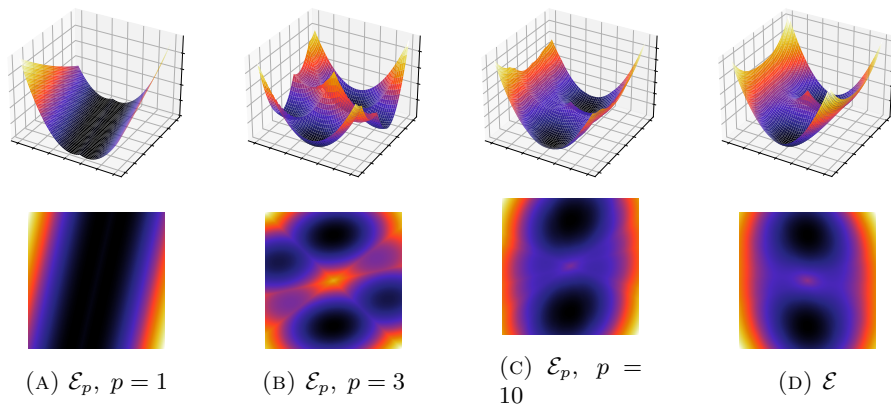 (A) ℰ_p, p = 1
(B) ℰ_p, p = 3
(C) ℰ_p, p =
10
(D) ℰ